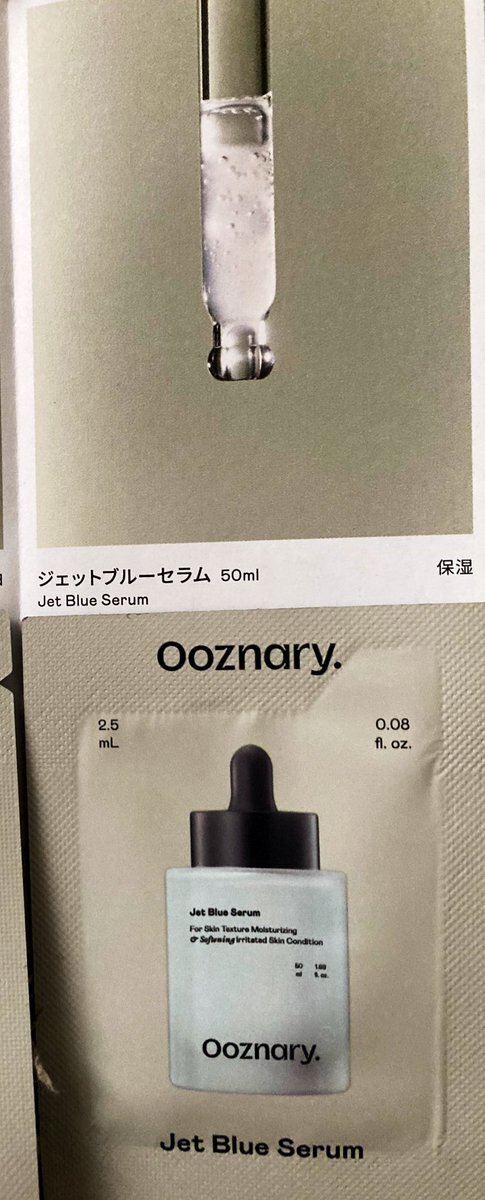 ジェットブルーセラム 50ml
保湿
Jet Blue Serum
Ooznary.
2.5
mL
0.08
fl. oz.
Jet Blue Serum
For Skin Texture Moisturizing
& Softening Irritated Skin Condition
50
ml
1.69
fl. oz.
Ooznary.
Jet Blue Serum